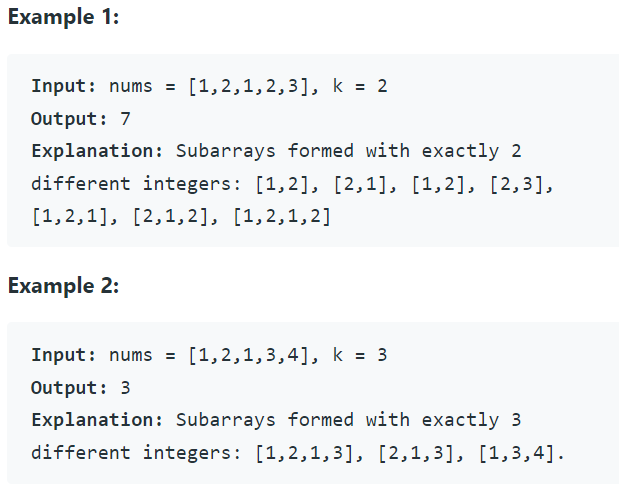 Example 1:
Input: nums = [1,2,1,2,3], k = 2
Output: 7
Explanation: Subarrays formed with exactly 2
different integers: [1,2], [2,1], [1,2], [2,3],
[1,2,1], [2,1,2], [1,2,1,2]
Example 2:
Input: nums = [1,2,1,3,4], k = 3
Output: 3
Explanation: Subarrays formed with exactly 3
different integers: [1,2,1,3], [2,1,3], [1,3,4].